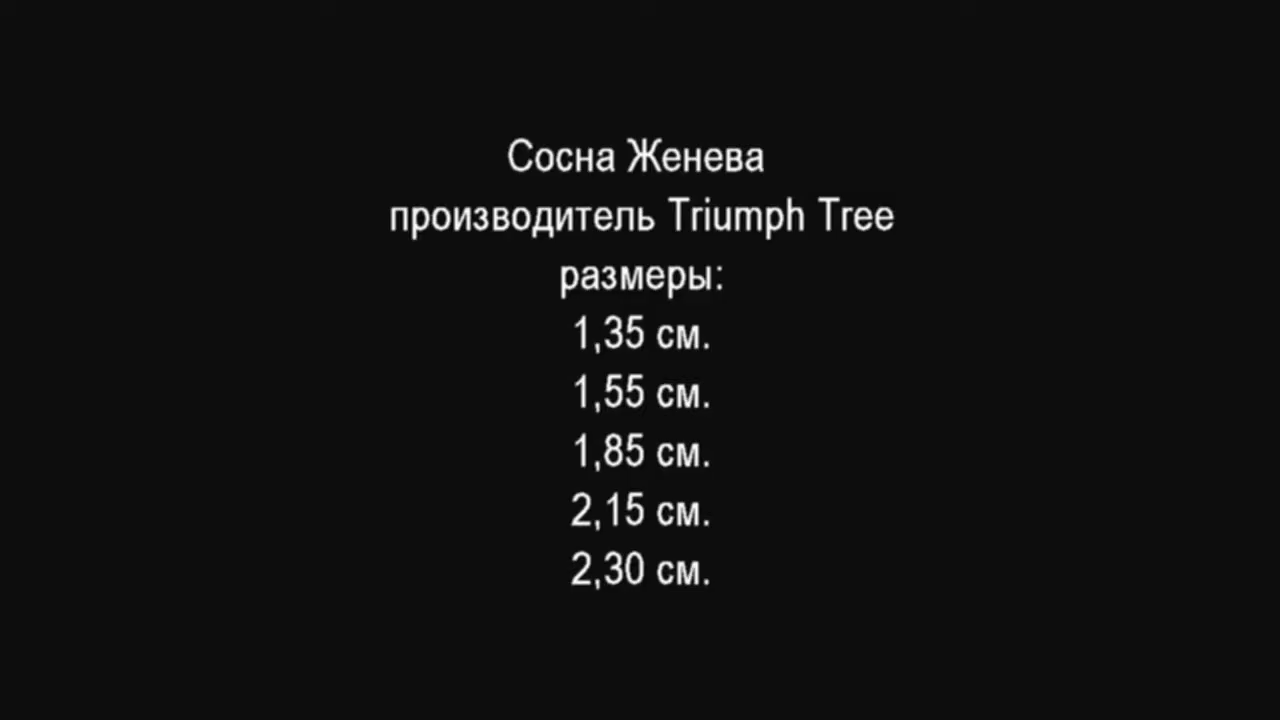 Сосна Женева
производитель Triumph Tree
размеры:
1,35 см.
1,55 см.
1,85 см.
2,15 см.
2,30 см.